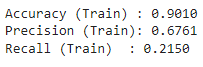 Accuracy (Train) : 0.9010
Precision (Train): 0.6761
Recall (Train)  : 0.2150